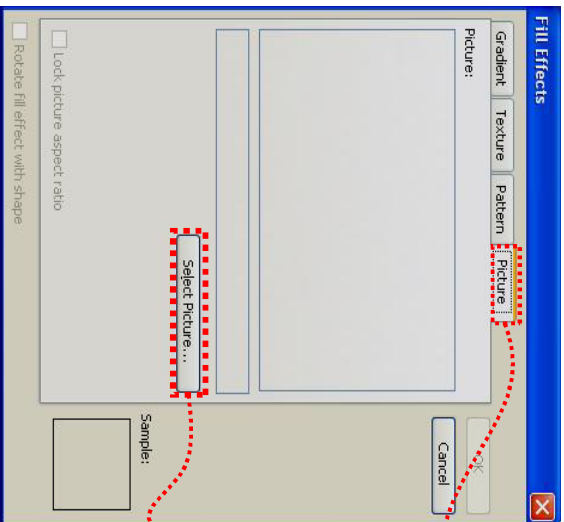 Fill Effects
Gradient Texture Pattern Picture
Picture:
OK
Cancel
Select Picture...
Sample:
Lock picture aspect ratio
Rotate fill effect with shape